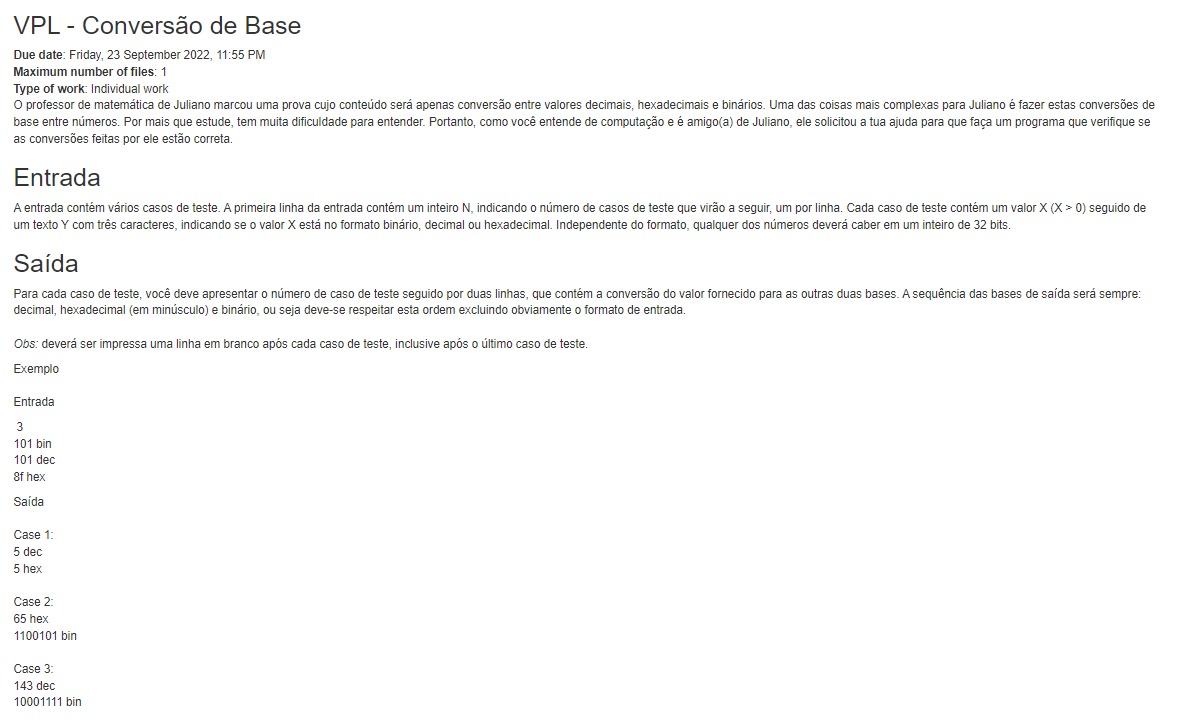 VPL - Conversão de Base
Due date: Friday, 23 September 2022, 11:55 PM
Maximum number of files: 1
Type of work: Individual work
O professor de matemática de Juliano marcou uma prova cujo conteúdo será apenas conversão entre valores decimais, hexadecimais e binários. Uma das coisas mais complexas para Juliano é fazer estas conversões de
base entre números. Por mais que estude, tem muita dificuldade para entender. Portanto, como você entende de computação e é amigo(a) de Juliano, ele solicitou a tua ajuda para que faça um programa que verifique se
as conversões feitas por ele estão correta.
Entrada
A entrada contém vários casos de teste. A primeira linha da entrada contém um inteiro N, indicando o número de casos de teste que virão a seguir, um por linha. Cada caso de teste contém um valor X (X > 0) seguido de
um texto Y com três caracteres, indicando se o valor X está no formato binário, decimal ou hexadecimal. Independente do formato, qualquer dos números deverá caber em um inteiro de 32 bits.
Saída
Para cada caso de teste, você deve apresentar o número de caso de teste seguido por duas linhas, que contém a conversão do valor fornecido para as outras duas bases. A sequência das bases de saída será sempre:
decimal, hexadecimal (em minúsculo) e binário, ou seja deve-se respeitar esta ordem excluindo obviamente o formato de entrada.
Obs: deverá ser impressa uma linha em branco após cada caso de teste, inclusive após o último caso de teste.
Exemplo
Entrada
3
101 bin
101 dec
8f hex
Saída
Case 1:
5 dec
5 hex
Case 2:
65 hex
1100101 bin
Case 3:
143 dec
10001111 bin